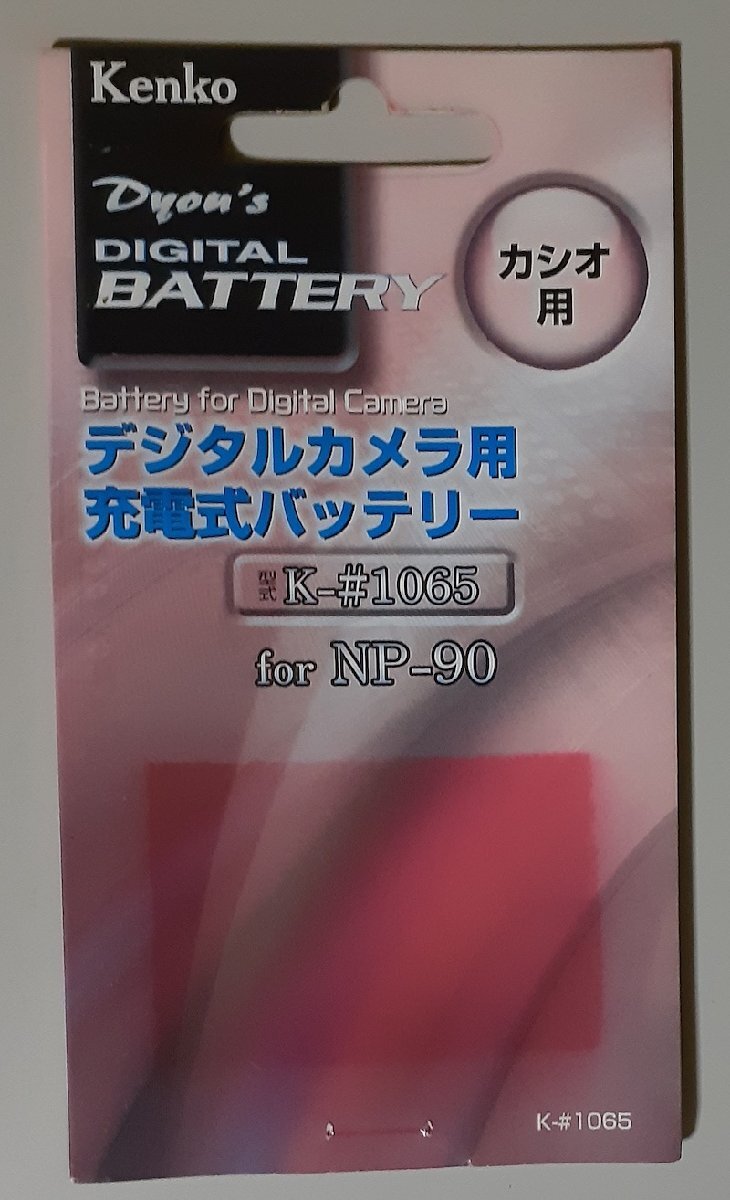 Kenko
Dyon's
DIGITAL
BATTERY
カシオ
用
Battery for Digital Camera
デジタルカメラ用
充電式バッテリー
型式 K-#1065
for NP-90
K-#1065